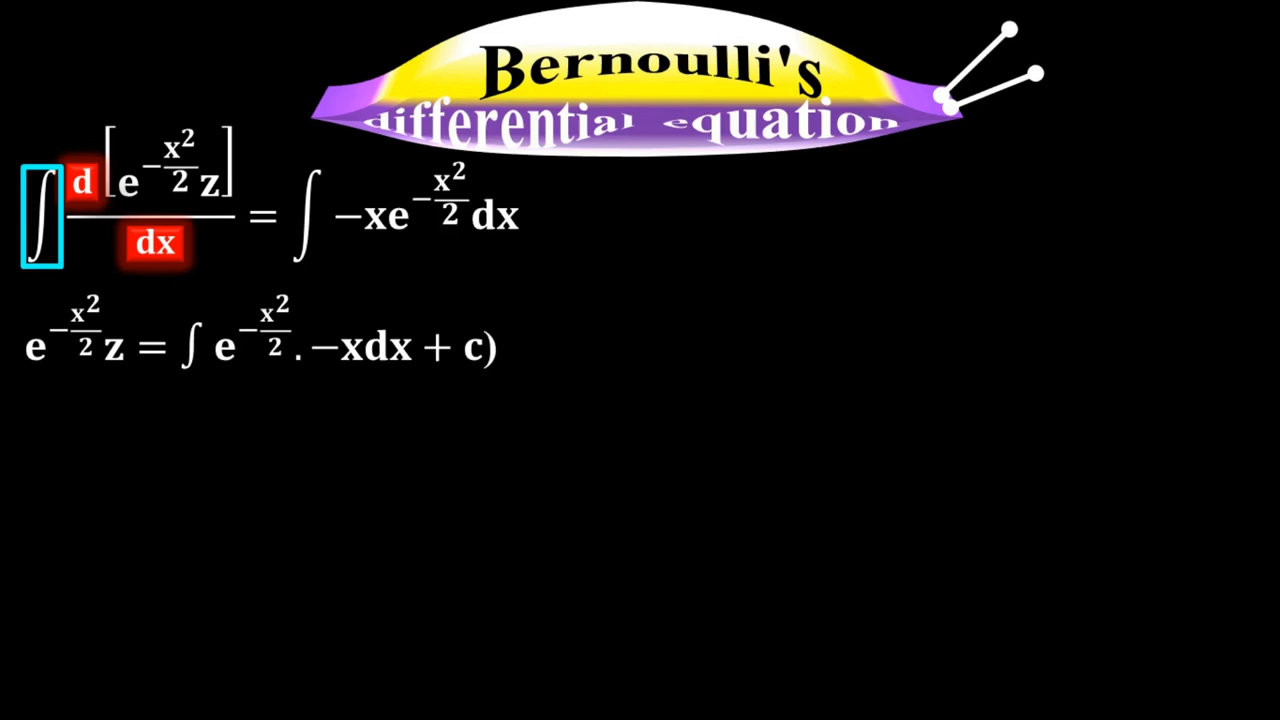 Bernoulli's
differential equation
∫ d[e^{-x²/2} z]/dx = ∫ −xe^{-x²/2} dx
e^{-x²/2} z = ∫ e^{-x²/2} . −xdx + c)